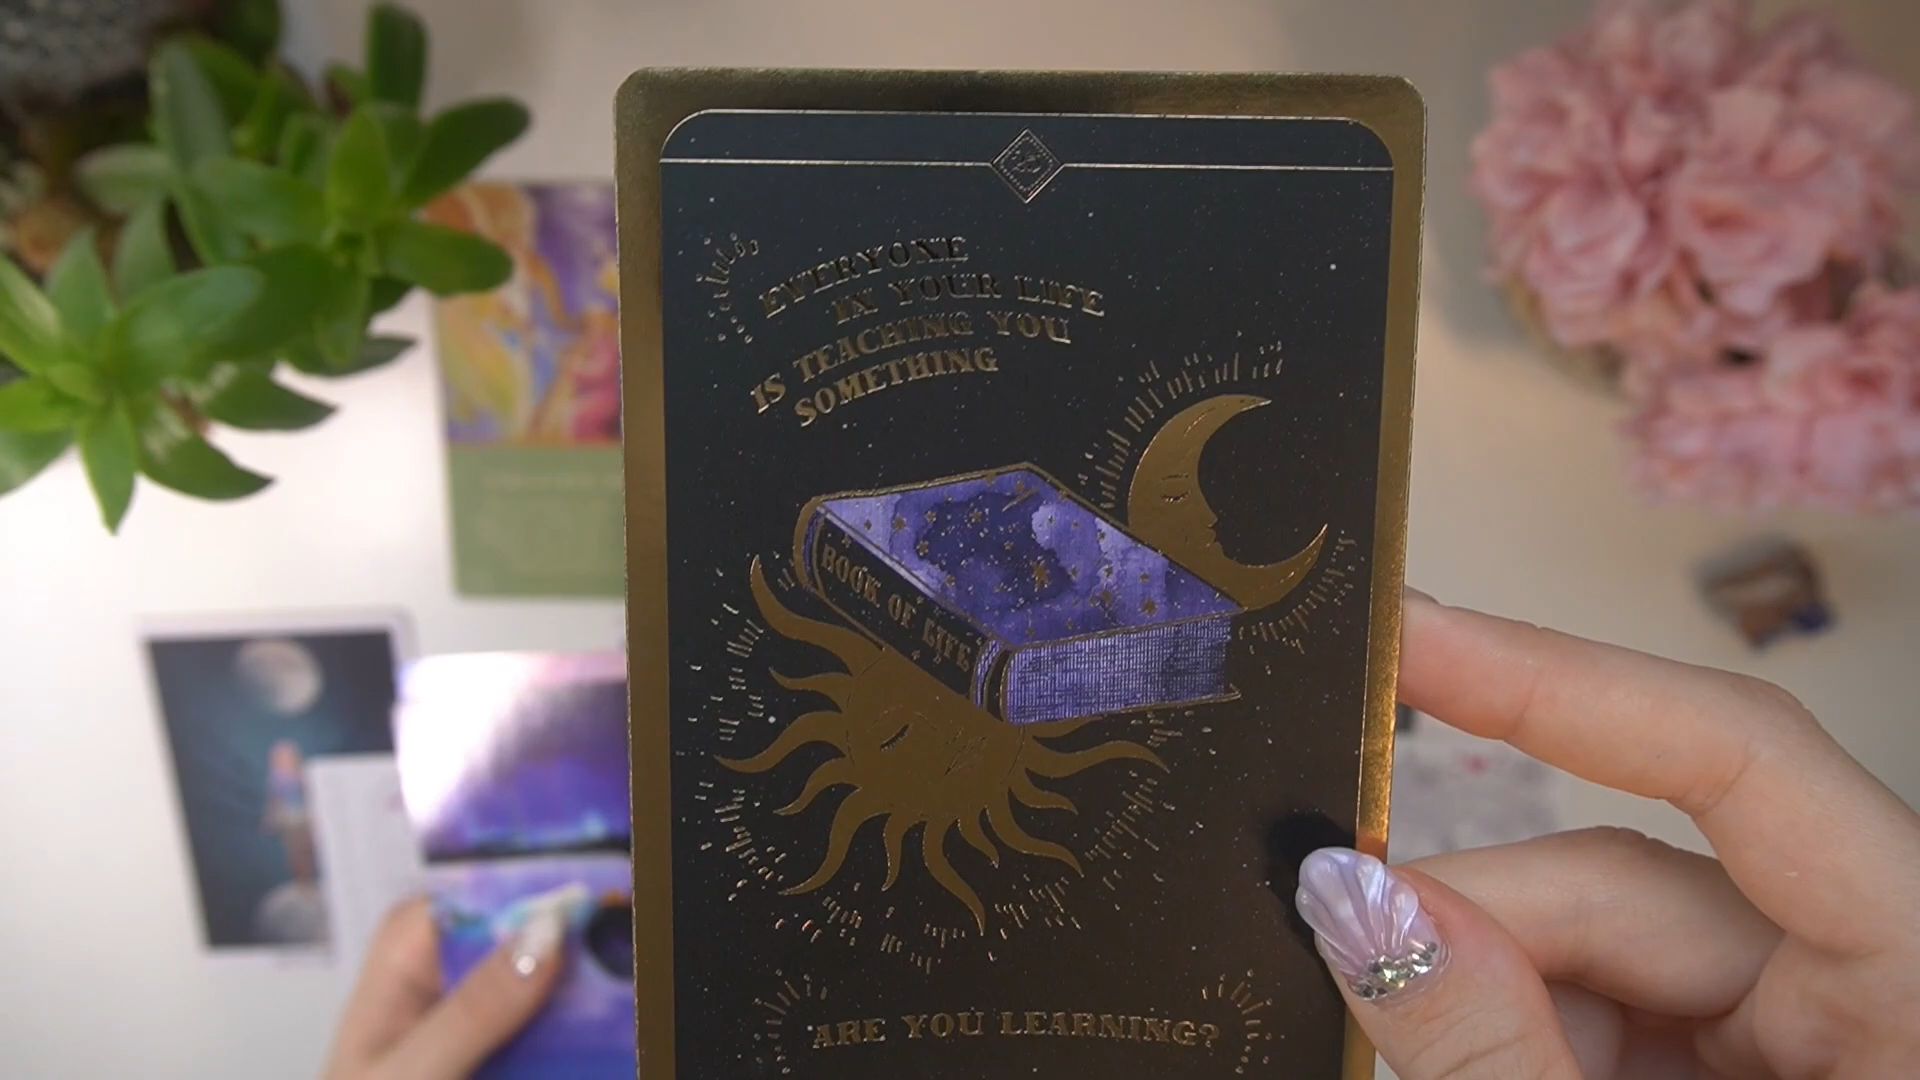 EVERYONE
IN YOUR LIFE
IS TEACHING YOU
SOMETHING
BOOK OF LIFE
ARE YOU LEARNING?